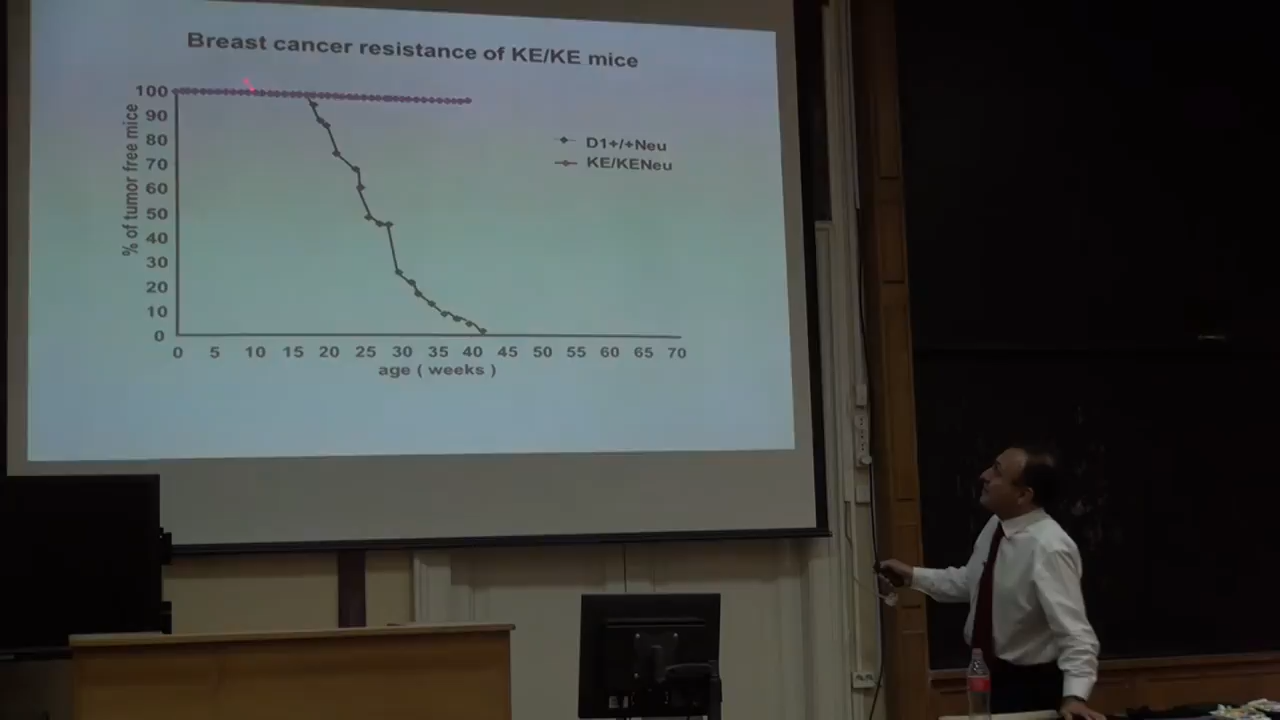 Breast cancer resistance of KE/KE mice
% of tumor free mice
100
90
80
70
60
50
40
30
20
10
0
D1+/+Neu
KE/KENeu
0 5 10 15 20 25 30 35 40 45 50 55 60 65 70
age ( weeks )